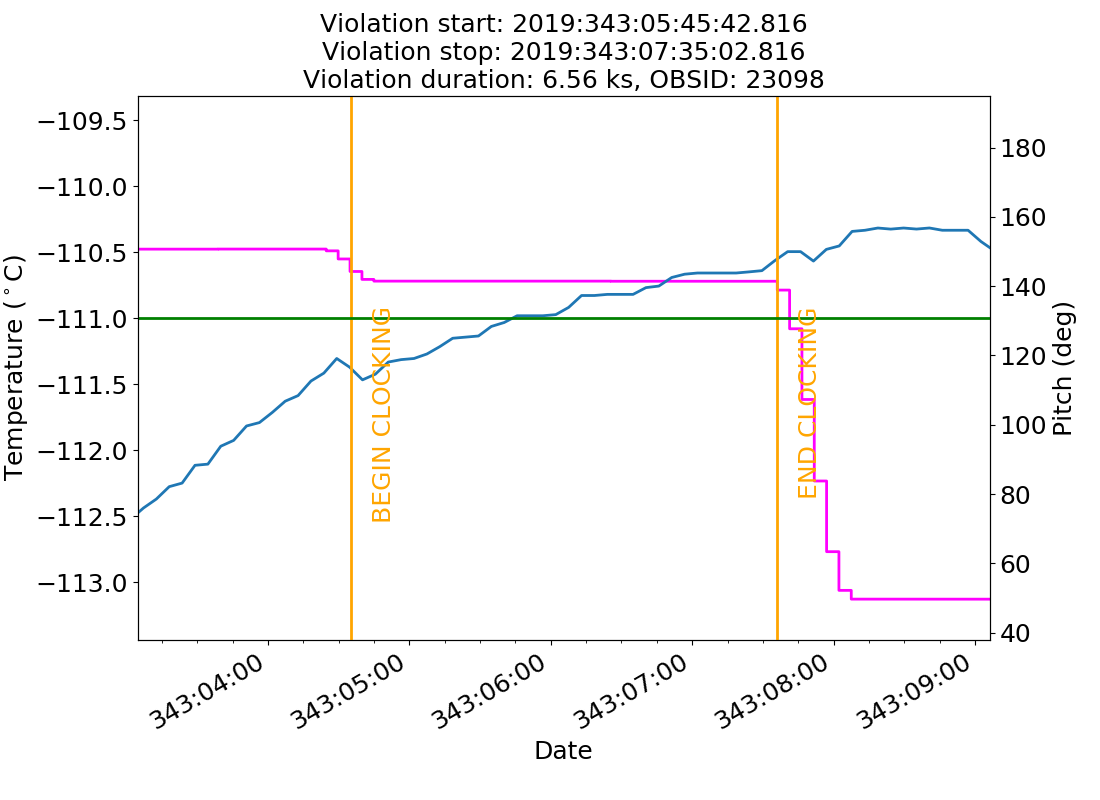 Violation start: 2019:343:05:45:42.816
Violation stop: 2019:343:07:35:02.816
Violation duration: 6.56 ks, OBSID: 23098
−109.5
−110.0
−110.5
−111.0
−111.5
−112.0
−112.5
−113.0
Temperature (°C)
BEGIN CLOCKING
END CLOCKING
180
160
140
120
100
80
60
40
Pitch (deg)
343:04:00
343:05:00
343:06:00
343:07:00
343:08:00
343:09:00
Date